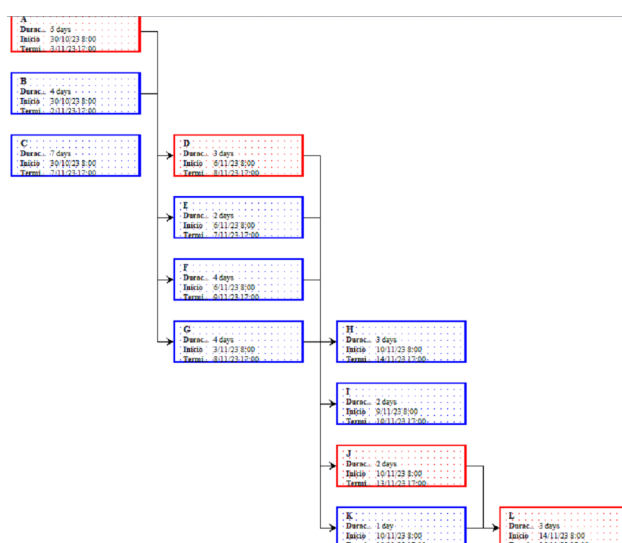 A
Durac... 5 days
Inicio 30/10/23 8:00
Termi... 3/11/23 17:00
B
Durac... 4 days
Inicio 30/10/23 8:00
Termi... 2/11/23 17:00
C
Durac... 7 days
Inicio 30/10/23 8:00
Termi... 7/11/23 17:00
D
Durac... 3 days
Inicio 6/11/23 8:00
Termi... 8/11/23 17:00
E
Durac... 2 days
Inicio 6/11/23 8:00
Termi... 7/11/23 17:00
F
Durac... 4 days
Inicio 6/11/23 8:00
Termi... 9/11/23 17:00
G
Durac... 4 days
Inicio 3/11/23 8:00
Termi... 8/11/23 17:00
H
Durac... 3 days
Inicio 10/11/23 8:00
Termi... 14/11/23 17:00
I
Durac... 2 days
Inicio 9/11/23 8:00
Termi... 10/11/23 17:00
J
Durac... 2 days
Inicio 10/11/23 8:00
Termi... 13/11/23 17:00
K
Durac... 1 day
Inicio 10/11/23 8:00
L
Durac... 3 days
Inicio 14/11/23 8:00